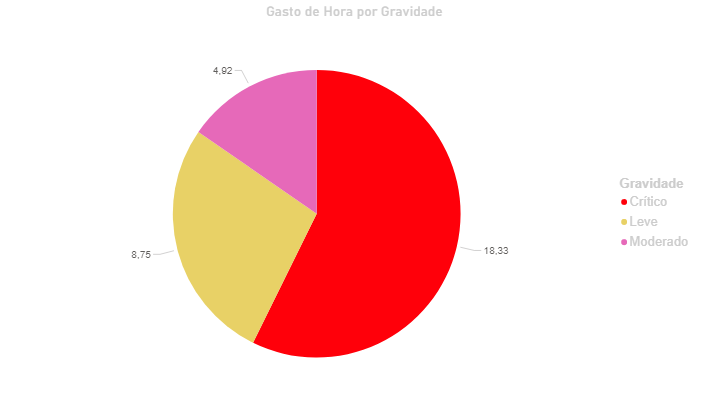 Gasto de Hora por Gravidade
4,92
18,33
8,75
Gravidade
Crítico
Leve
Moderado